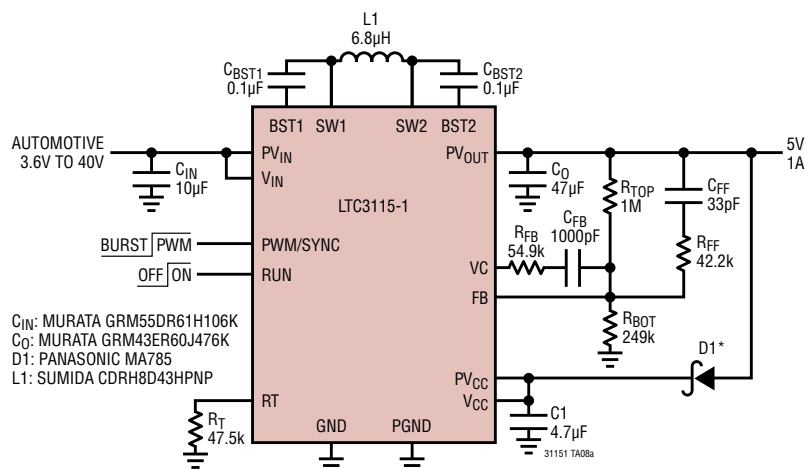 L1
6.8µH
CBST1
0.1µF
CBST2
0.1µF
BST1 SW1 SW2 BST2
AUTOMOTIVE
3.6V TO 40V
CIN
10µF
PVIN
VIN
LTC3115-1
PVOUT
5V
1A
CO
47µF
RTOP
1M
CFF
33pF
RFB
54.9k
CFB
1000pF
RFF
42.2k
BURST PWM
PWM/SYNC
OFF ON
RUN
VC
FB
RBOT
249k
CIN: MURATA GRM55DR61H106K
CO: MURATA GRM43ER60J476K
D1: PANASONIC MA785
L1: SUMIDA CDRH8D43HPNP
D1*
PVCC
VCC
RT
RT
47.5k
GND PGND
C1
4.7µF
31151 TA08a